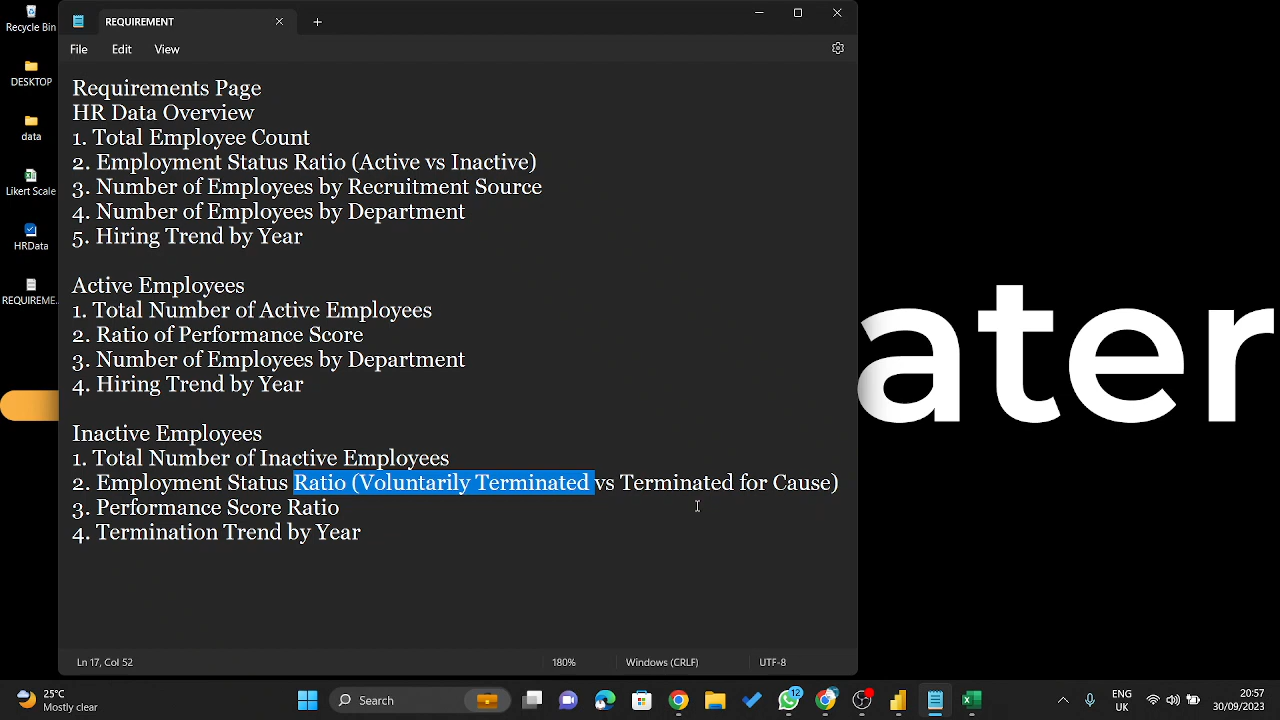 Recycle Bin
DESKTOP
data
Likert Scale
HRData
REQUIREME...
REQUIREMENT
File
Edit
View
Requirements Page
HR Data Overview
1. Total Employee Count
2. Employment Status Ratio (Active vs Inactive)
3. Number of Employees by Recruitment Source
4. Number of Employees by Department
5. Hiring Trend by Year
Active Employees
1. Total Number of Active Employees
2. Ratio of Performance Score
3. Number of Employees by Department
4. Hiring Trend by Year
Inactive Employees
1. Total Number of Inactive Employees
2. Employment Status Ratio (Voluntarily Terminated vs Terminated for Cause)
3. Performance Score Ratio
4. Termination Trend by Year
Ln 17, Col 52
180%
Windows (CRLF)
UTF-8
ater
25°C
Mostly clear
Search
12
ENG
UK
20:57
30/09/2023